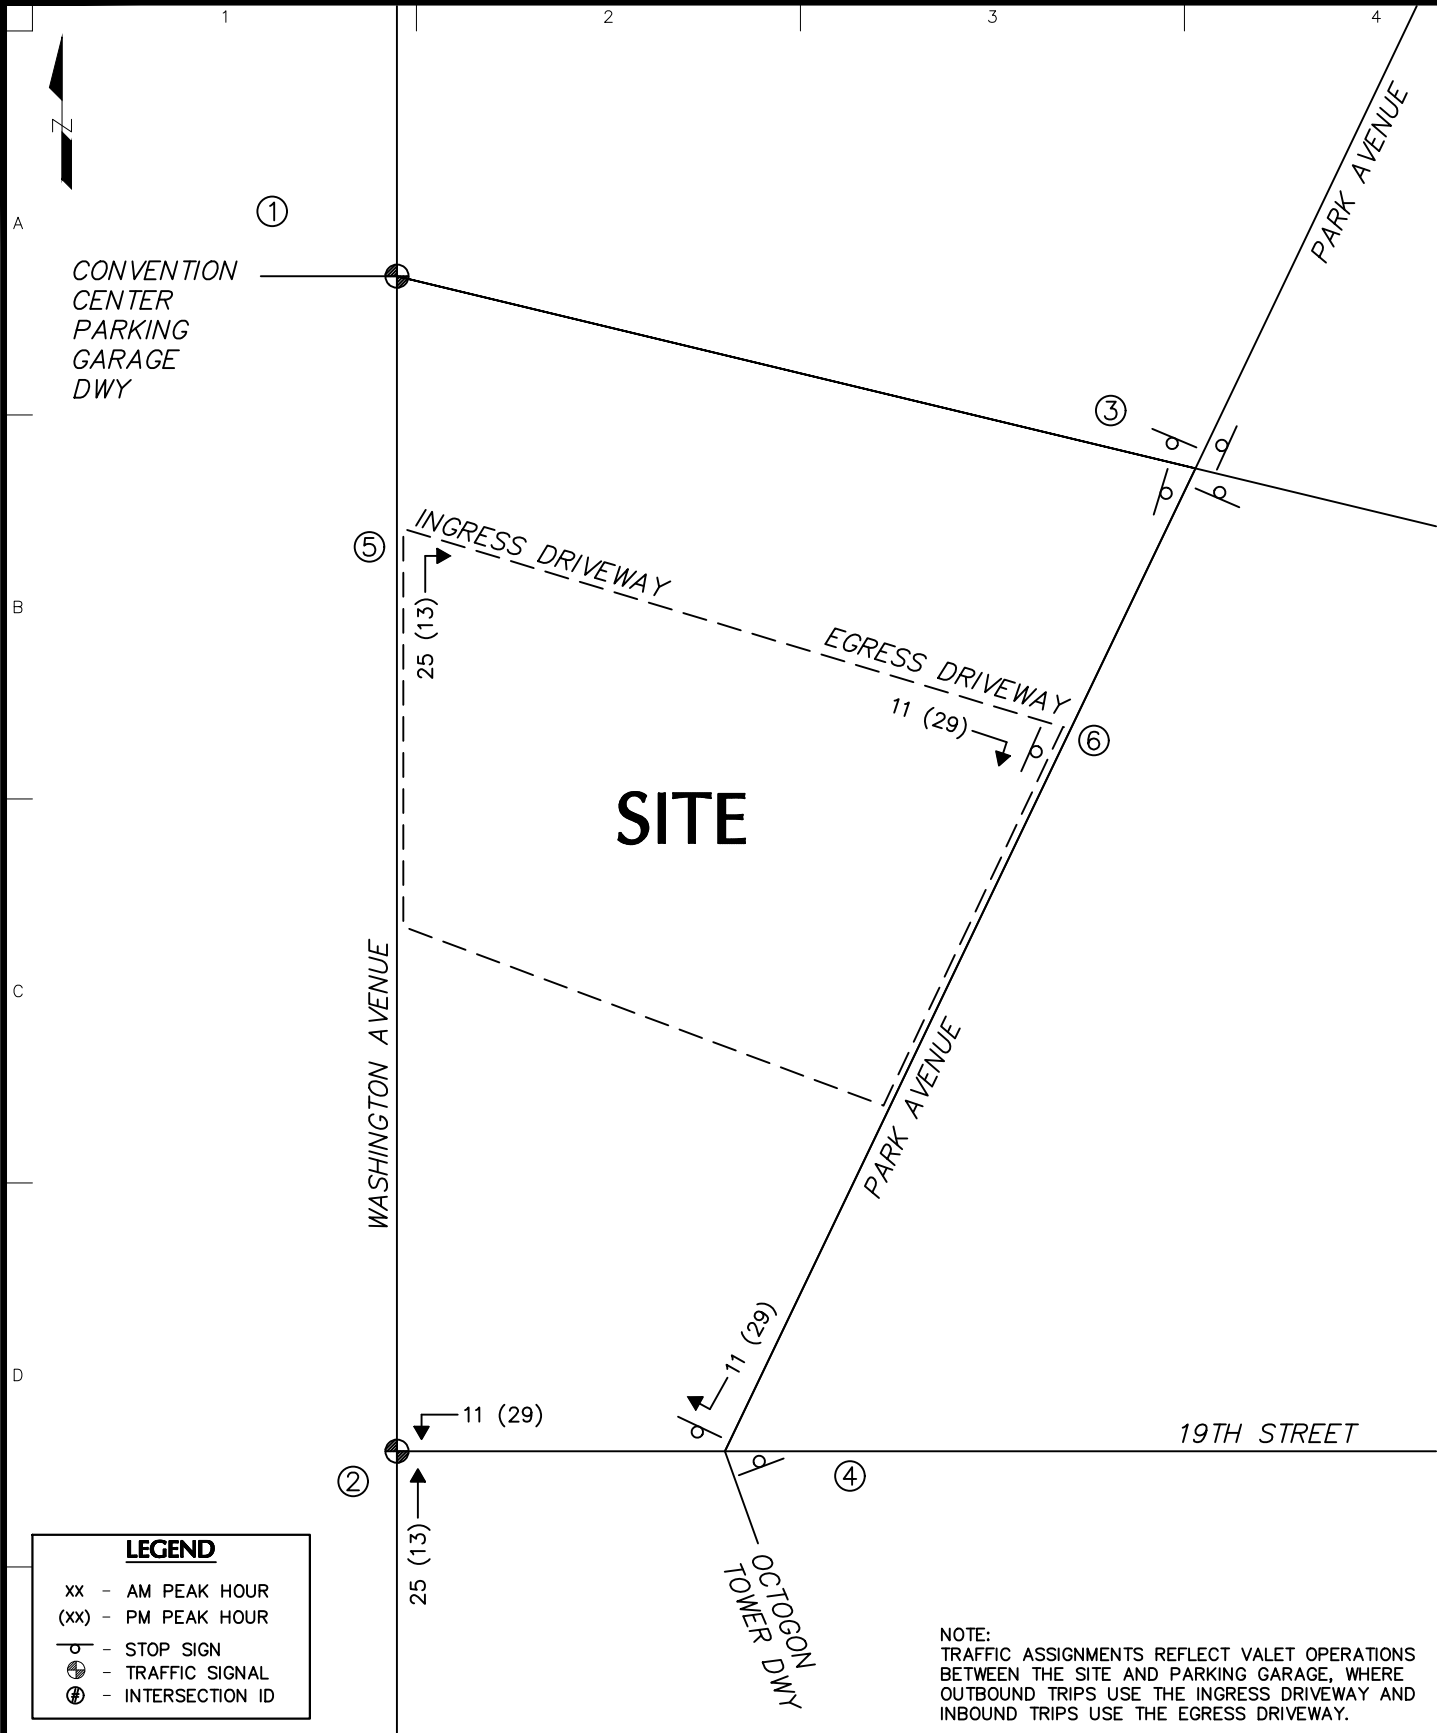 1
2
3
4
Z
A
1
CONVENTION
CENTER
PARKING
GARAGE
DWY
PARK AVENUE
3
B
5
INGRESS DRIVEWAY
25 (13)
EGRESS DRIVEWAY
11 (29)
6
SITE
C
WASHINGTON AVENUE
PARK AVENUE
D
11 (29)
11 (29)
19TH STREET
2
4
25 (13)
OCTOGON
TOWER DWY
LEGEND
XX - AM PEAK HOUR
(XX) - PM PEAK HOUR
- STOP SIGN
- TRAFFIC SIGNAL
# - INTERSECTION ID
NOTE:
TRAFFIC ASSIGNMENTS REFLECT VALET OPERATIONS
BETWEEN THE SITE AND PARKING GARAGE, WHERE
OUTBOUND TRIPS USE THE INGRESS DRIVEWAY AND
INBOUND TRIPS USE THE EGRESS DRIVEWAY.